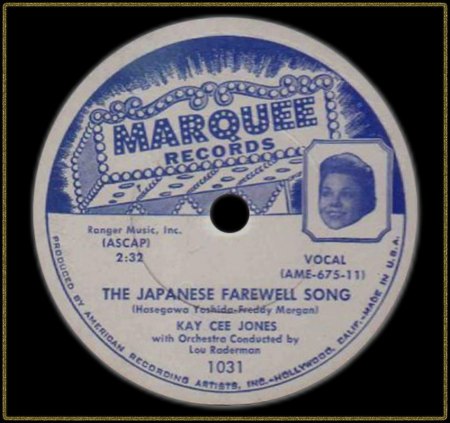 MARQUEE
RECORDS
Ranger Music, Inc.
(ASCAP)
2:32
VOCAL
(AME-675-11)
THE JAPANESE FAREWELL SONG
(Hasegawa Yoshida-Freddy Morgan)
KAY CEE JONES
with Orchestra Conducted by
Lou Raderman
1031
PRODUCED BY AMERICAN RECORDING ARTISTS, INC.-HOLLYWOOD, CALIF.-MADE IN U.S.A.